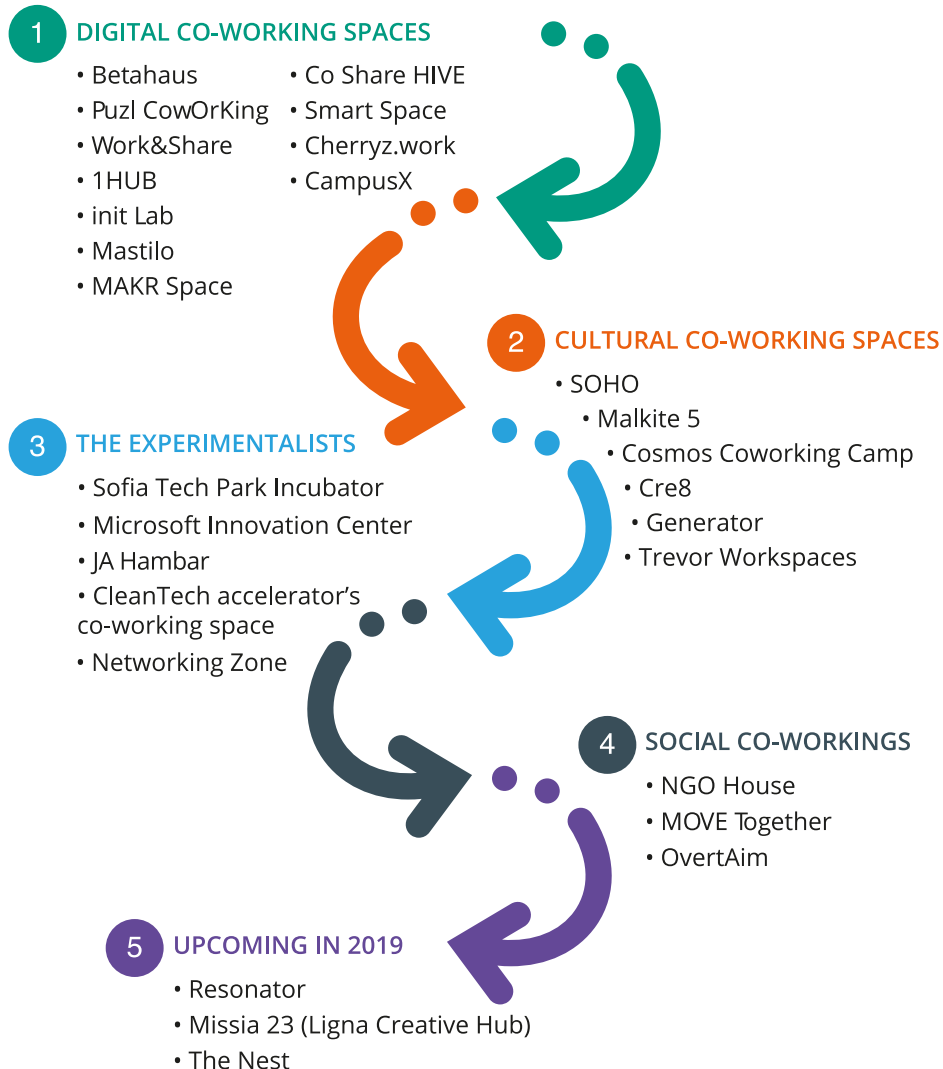 1 DIGITAL CO-WORKING SPACES
• Betahaus
• Puzl CowOrKing
• Work&Share
• 1HUB
• init Lab
• Mastilo
• MAKR Space
• Co Share HIVE
• Smart Space
• Cherryz.work
• CampusX
2 CULTURAL CO-WORKING SPACES
• SOHO
• Malkite 5
• Cosmos Coworking Camp
• Cre8
• Generator
• Trevor Workspaces
3 THE EXPERIMENTALISTS
• Sofia Tech Park Incubator
• Microsoft Innovation Center
• JA Hambar
• CleanTech accelerator’s
co-working space
• Networking Zone
4 SOCIAL CO-WORKINGS
• NGO House
• MOVE Together
• OvertAim
5 UPCOMING IN 2019
• Resonator
• Missia 23 (Ligna Creative Hub)
• The Nest